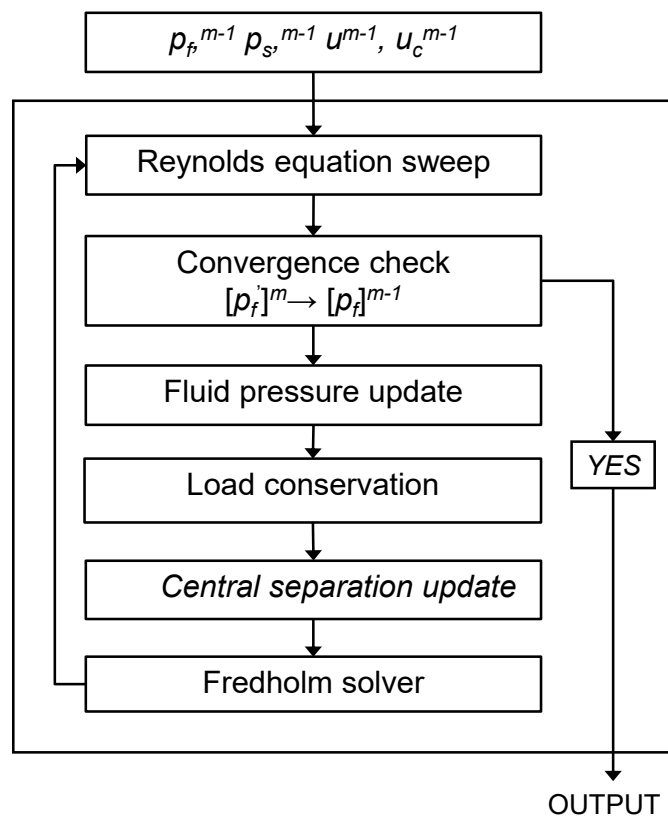 p_f,^{m-1} p_s,^{m-1} u^{m-1}, u_c^{m-1}
Reynolds equation sweep
Convergence check
[p_f^']^m → [p_f]^{m-1}
Fluid pressure update
Load conservation
YES
Central separation update
Fredholm solver
OUTPUT